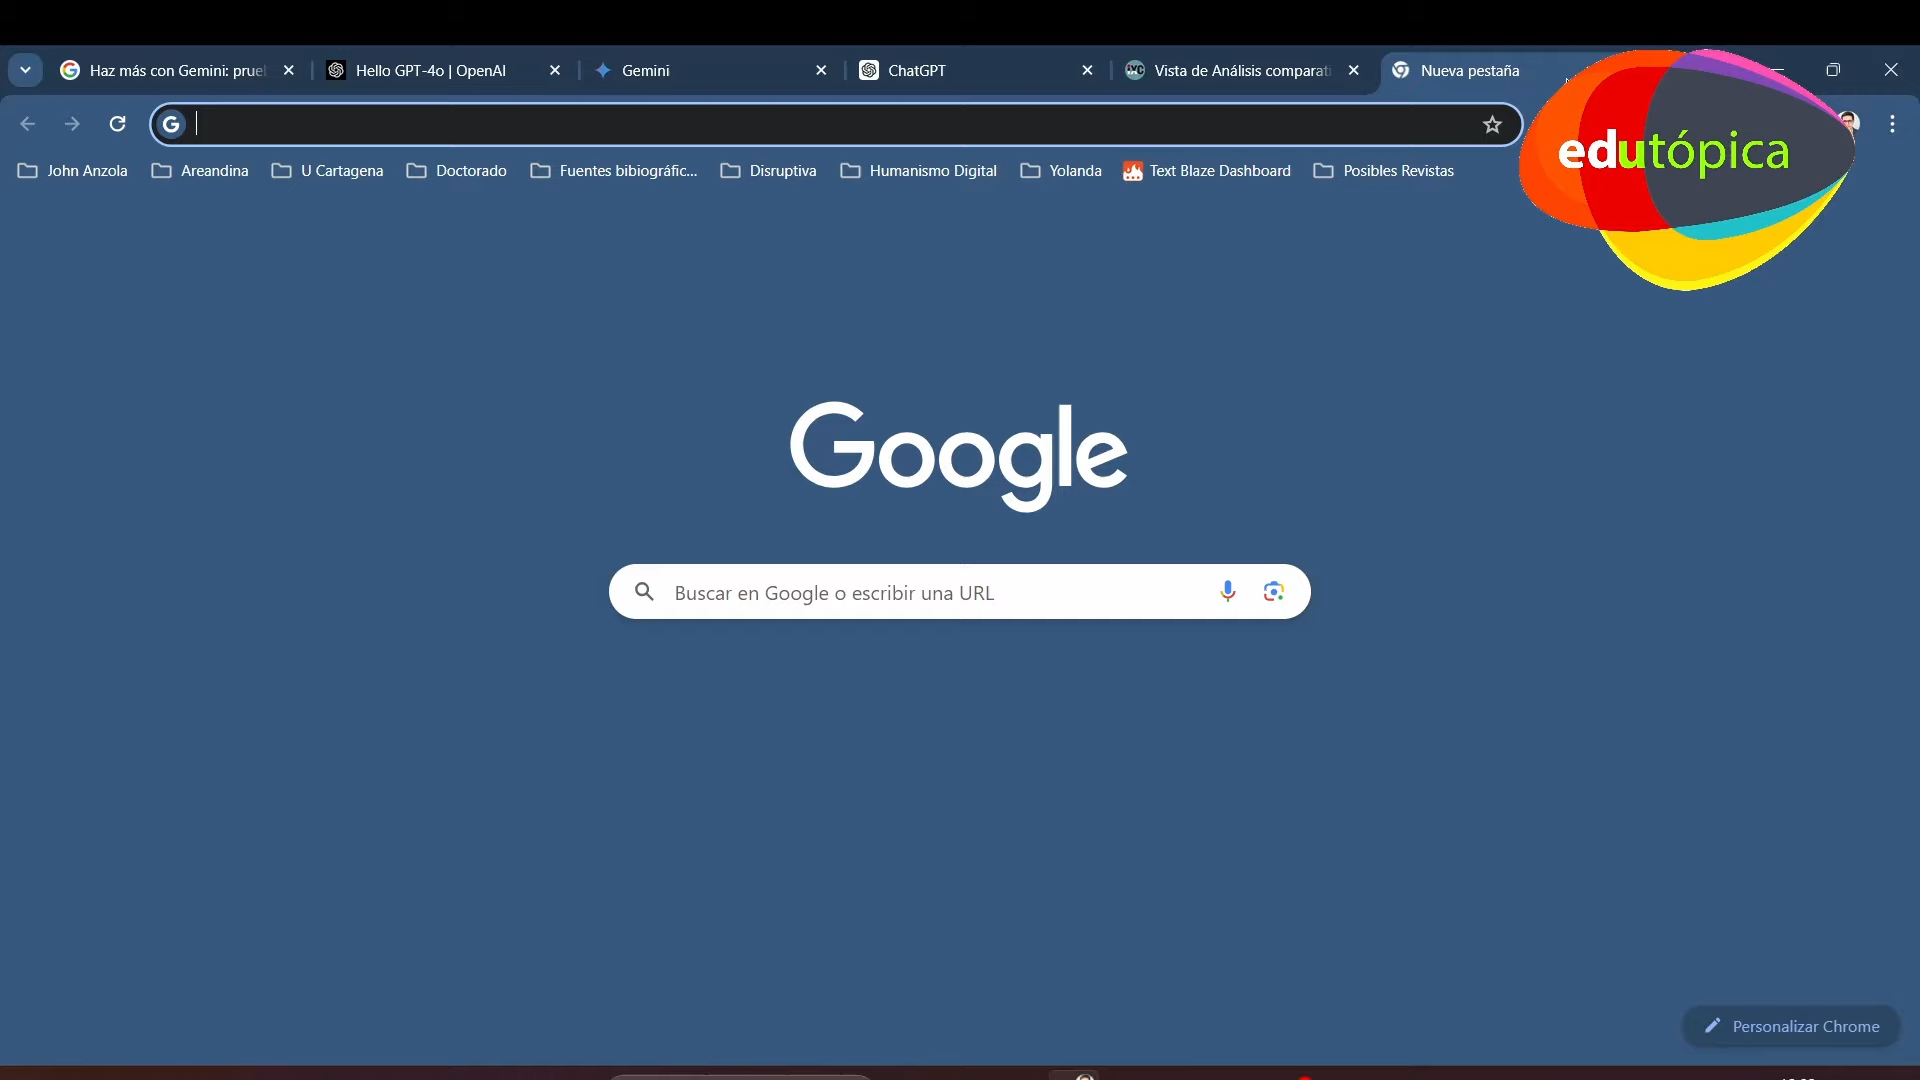 Haz más con Gemini: prue
Hello GPT-4o | OpenAI
Gemini
ChatGPT
Vista de Análisis comparati
Nueva pestaña
John Anzola
Areandina
U Cartagena
Doctorado
Fuentes bibiográfic...
Disruptiva
Humanismo Digital
Yolanda
Text Blaze Dashboard
Posibles Revistas
edutópica
Google
Buscar en Google o escribir una URL
Personalizar Chrome